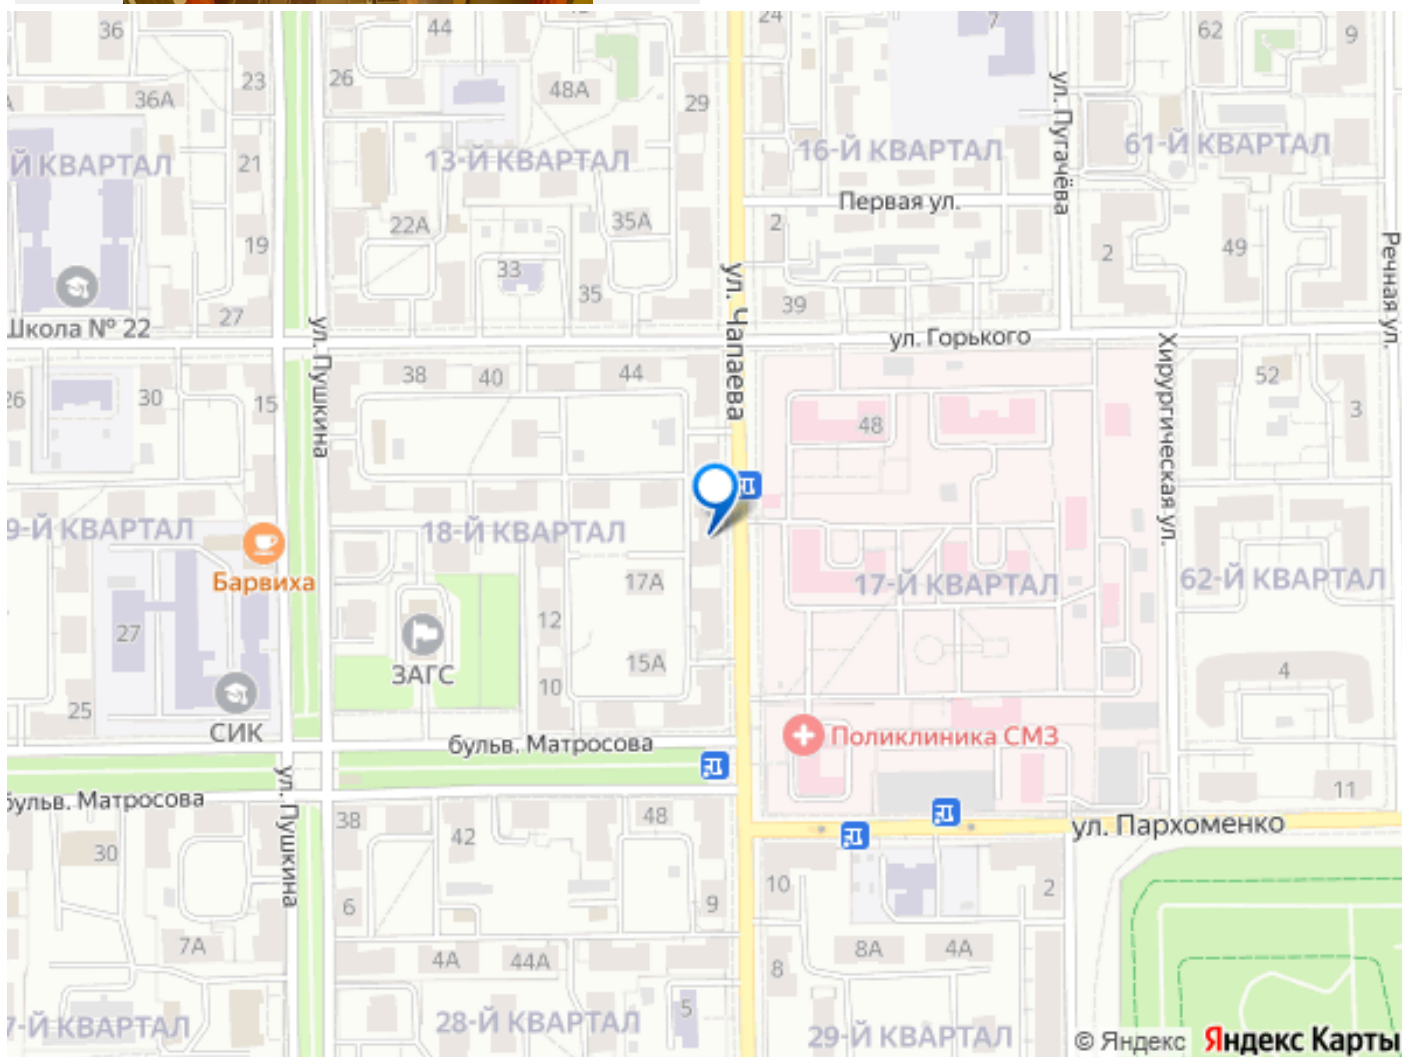 36
44
24
7
62
9
23
26
48А
36А
29
ул. Пугачёва
Й КВАРТАЛ
13-Й КВАРТАЛ
16-Й КВАРТАЛ
61-Й КВАРТАЛ
21
Первая ул.
22А
35А
2
19
33
2
49
Речная ул.
35
39
27
Школа № 22
ул. Пушкина
ул. Чапаева
ул. Горького
Хирургическая ул.
38
40
44
52
26
30
15
48
3
9-Й КВАРТАЛ
18-Й КВАРТАЛ
Барвиха
17А
17-Й КВАРТАЛ
62-Й КВАРТАЛ
12
27
ЗАГС
15А
10
4
25
СИК
бульв. Матросова
Поликлиника СМЗ
бульв. Матросова
ул. Пушкина
11
38
42
48
ул. Пархоменко
30
10
2
6
9
7А
4А
44А
8А
4А
8
5
7-Й КВАРТАЛ
28-Й КВАРТАЛ
29-Й КВАРТАЛ
© Яндекс Яндекс Карты